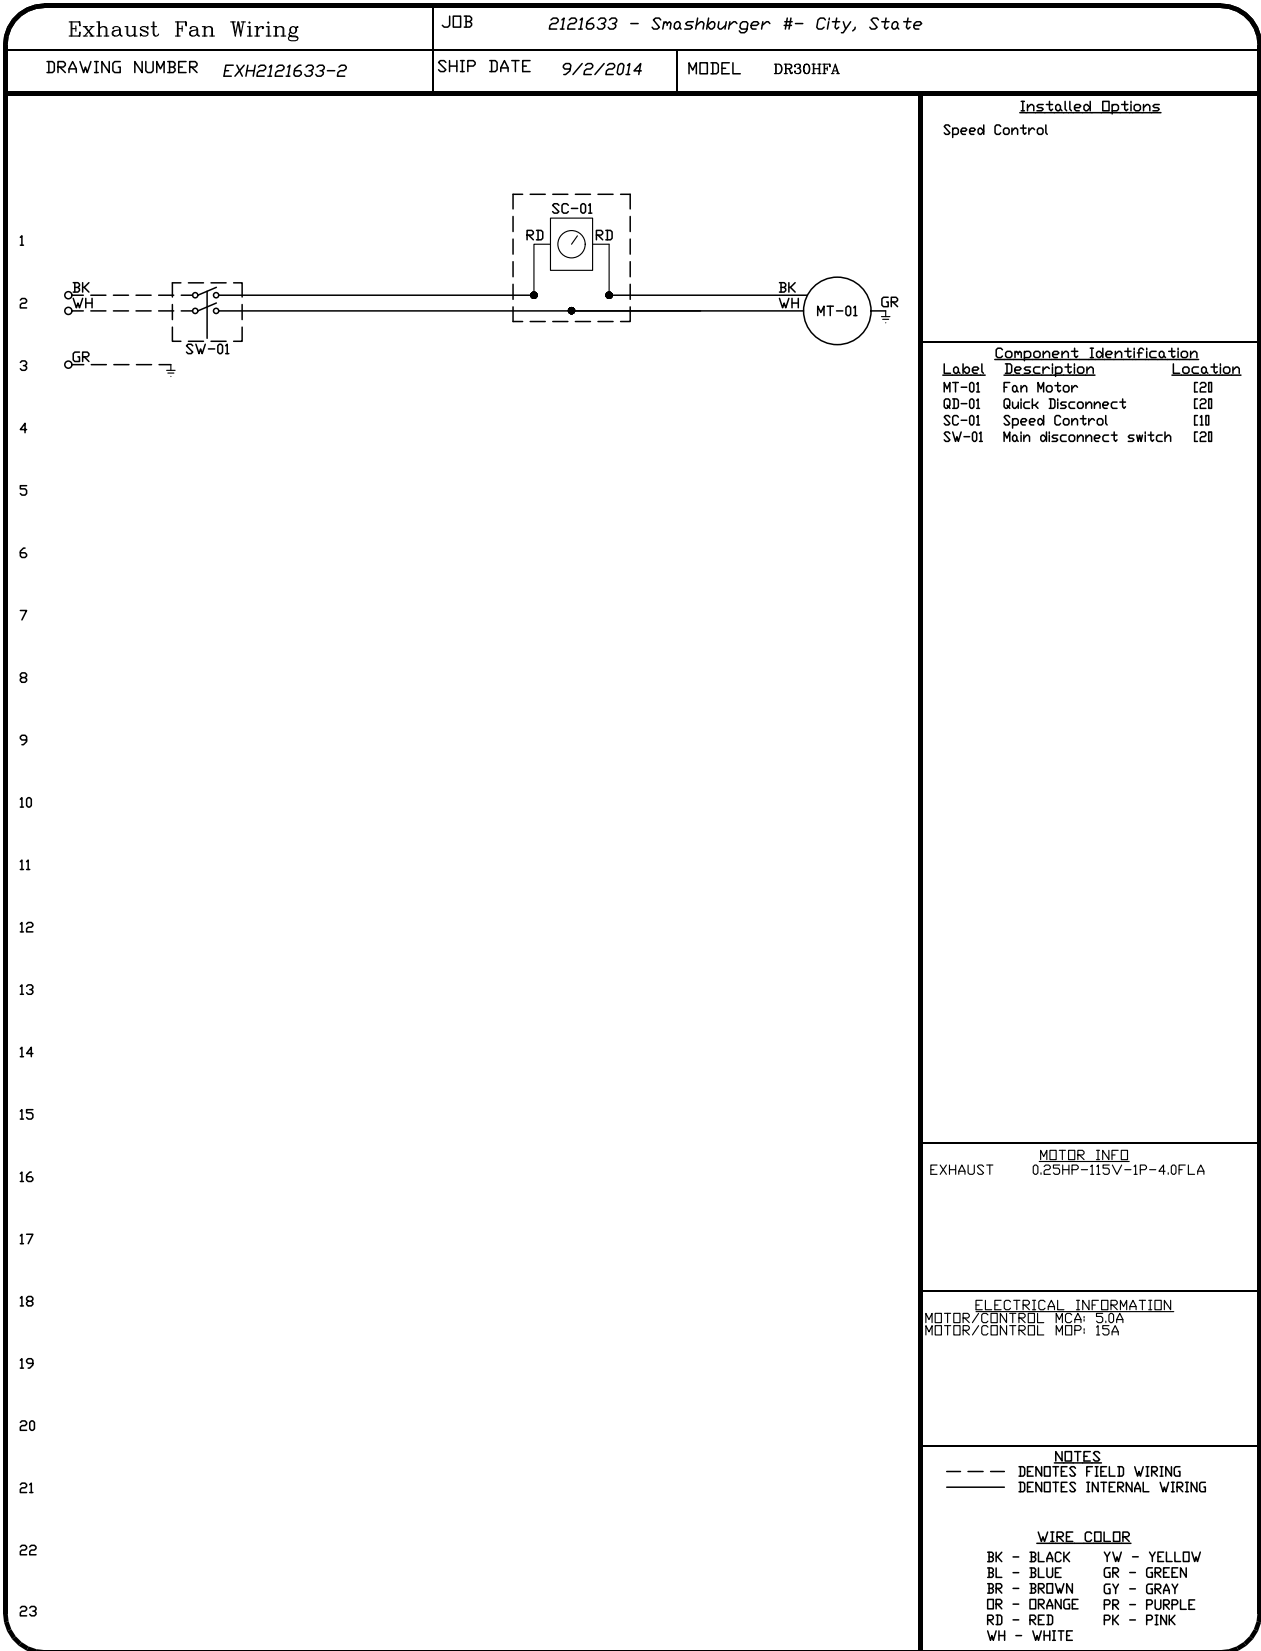 Exhaust Fan Wiring
JOB 2121633 - Smashburger #- City, State
DRAWING NUMBER EXH2121633-2
SHIP DATE 9/2/2014
MODEL DR30HFA
Installed Options
Speed Control
SC-01
1 RD RD
BK BK
2 WH WH MT-01 GR
SW-01
3 GR
4
5
6
7
8
9
10
11
12
13
14
15
16
17
18
19
20
21
22
23
Component Identification
Label Description Location
MT-01 Fan Motor [2]
QD-01 Quick Disconnect [2]
SC-01 Speed Control [1]
SW-01 Main disconnect switch [2]
MOTOR INFO
EXHAUST 0.25HP-115V-1P-4.0FLA
ELECTRICAL INFORMATION
MOTOR/CONTROL MCA: 5.0A
MOTOR/CONTROL MOP: 15A
NOTES
DENOTES FIELD WIRING
DENOTES INTERNAL WIRING
WIRE COLOR
BK - BLACK YW - YELLOW
BL - BLUE GR - GREEN
BR - BROWN GY - GRAY
OR - ORANGE PR - PURPLE
RD - RED PK - PINK
WH - WHITE